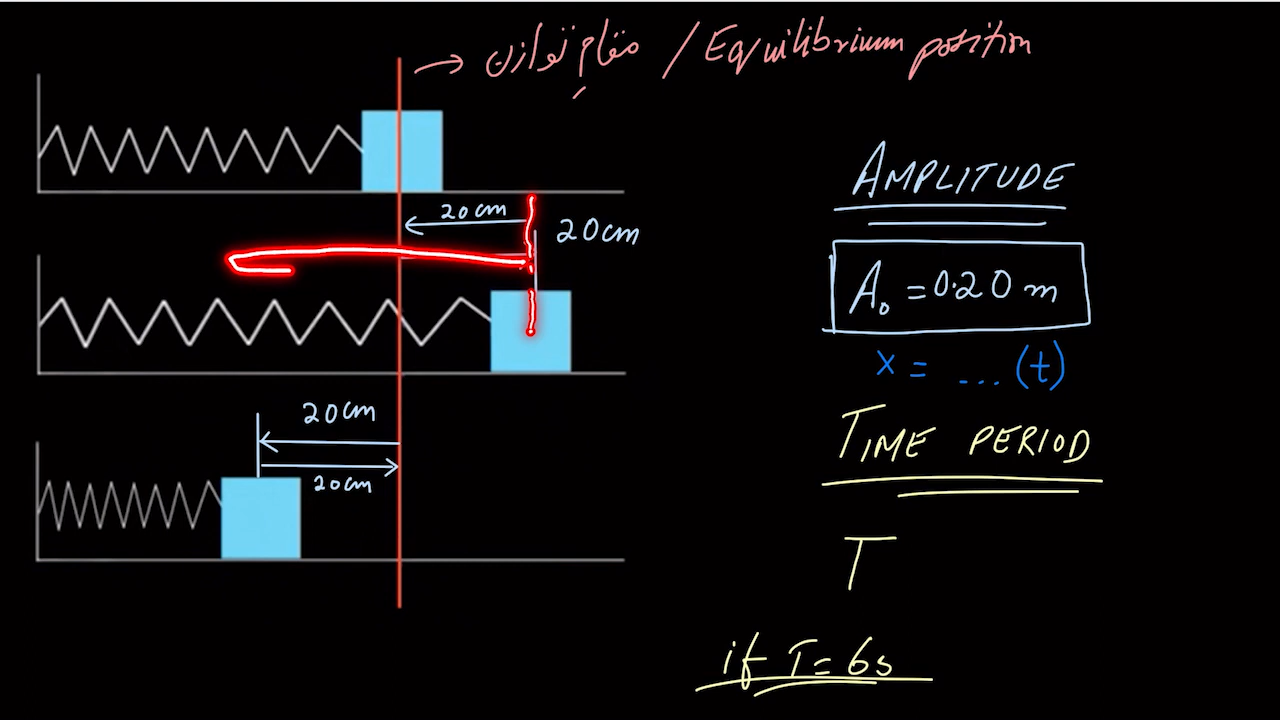 مقامِ توازن / Equilibrium position
20cm
20cm
20cm
20cm
AMPLITUDE
A₀ = 0.20 m
x = ... (t)
TIME PERIOD
T
if T = 6s